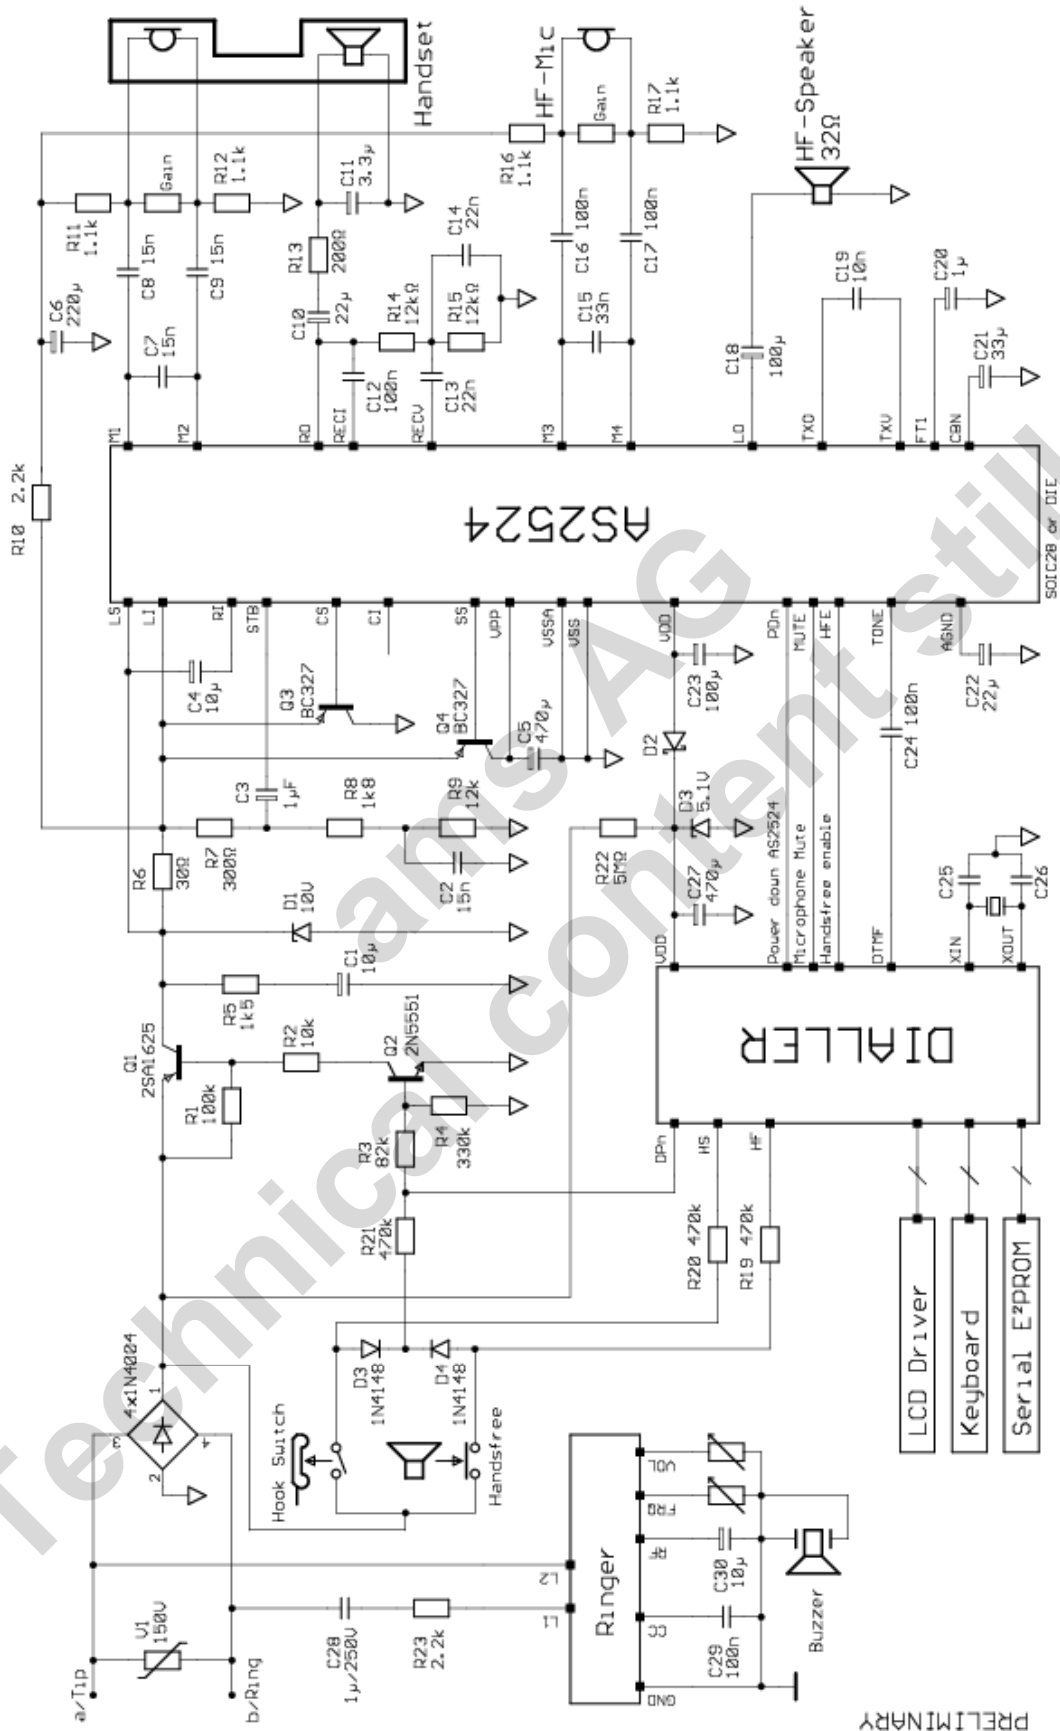 a/Tip
b/Ring
V1
150V
4x1N4004
1
2
3
4
C28
1µ/250V
R23
2.2k
Hook Switch
Handsfree
D3
1N4148
D4
1N4148
R21
470k
R3
82k
R4
330k
R1
100k
Q1
2SA1625
R2
10k
Q2
2N5551
R5
1k5
C1
10µ
D1
10V
R6
30Ω
R7
300Ω
C3
1µF
R8
1k8
R9
12k
C2
15n
C4
10µ
Q3
BC327
Q4
BC327
C5
470µ
R10 2.2k
R22
5MΩ
D3
5.1V
D2
C27
470µ
C23
100µ
C24 100n
C22
22µ
C25
C26
LS
LI
RI
STB
CS
CI
SS
VPP
VSSA
VSS
VDD
PDn
MUTE
HFE
TONE
AGND
AS2524
SOIC28 or DIE
M1
M2
RO
RECI
RECV
M3
M4
LO
TXO
TXV
FT1
CBN
C6
220µ
C7
15n
C8 15n
C9 15n
R11
1.1k
Gain
R12
1.1k
Handset
C10
22µ
R13
200Ω
C11
3.3µ
C12
100n
R14
12kΩ
R15
12kΩ
C13
22n
C14
22n
HF-Mic
R16
1.1k
Gain
R17
1.1k
C15
33n
C16 100n
C17 100n
C18
100µ
HF-Speaker
32Ω
C19
10n
C20
1µ
C21
33µ
DIALLER
VDD
Power down AS2524
Microphone Mute
Handsfree enable
DTMF
XIN
XOUT
DPn
HS
HF
R20 470k
R19 470k
LCD Driver
Keyboard
Serial E²PROM
Ringer
L2
L1
VOL
FRQ
RF
CC
GND
C30
10µ
C29
100n
Buzzer
PRELIMINARY
ams AG
Technical content still